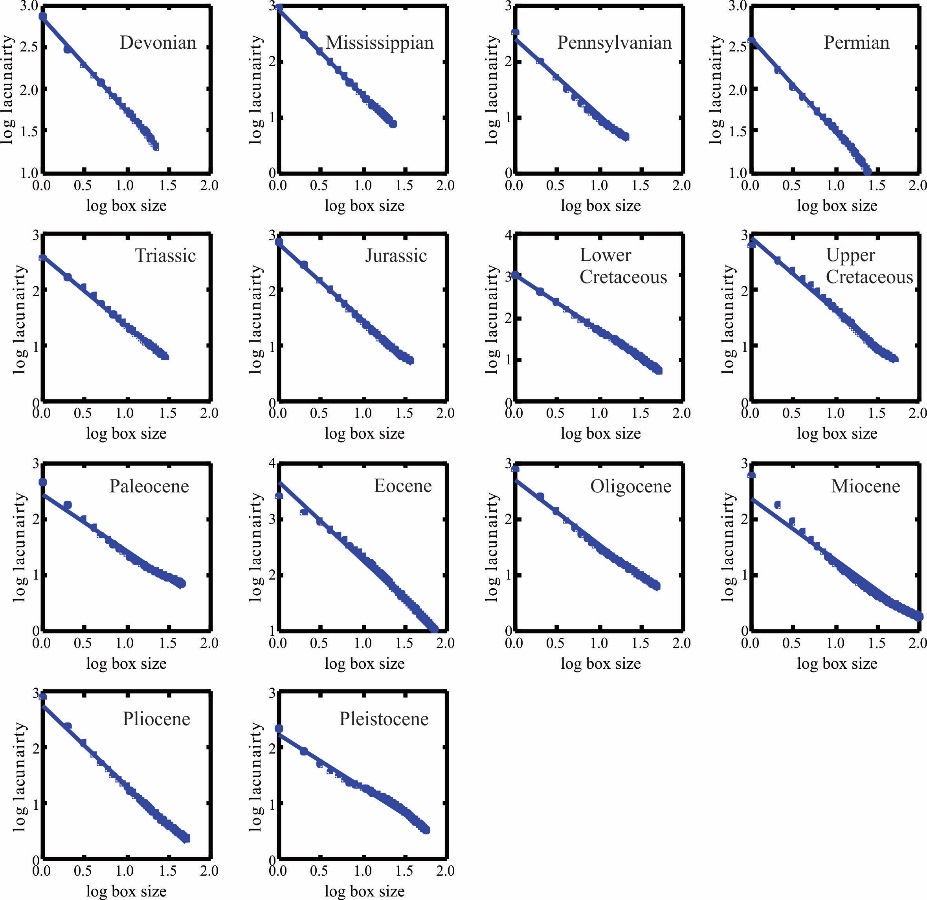 Devonian
log lacunairty
3.0
2.5
2.0
1.5
1.0
0.0 0.5 1.0 1.5 2.0
log box size
Mississippian
log lacunairty
3
2
1
0
0.0 0.5 1.0 1.5 2.0
log box size
Pennsylvanian
log lacunairty
3
2
1
0
0.0 0.5 1.0 1.5 2.0
log box size
Permian
log lacunairty
3.0
2.5
2.0
1.5
1.0
0.0 0.5 1.0 1.5 2.0
log box size
Triassic
log lacunairty
3
2
1
0
0.0 0.5 1.0 1.5 2.0
log box size
Jurassic
log lacunairty
3
2
1
0
0.0 0.5 1.0 1.5 2.0
log box size
Lower
Cretaceous
log lacunairty
4
3
2
1
0
0.0 0.5 1.0 1.5 2.0
log box size
Upper
Cretaceous
log lacunairty
3
2
1
0
0.0 0.5 1.0 1.5 2.0
log box size
Paleocene
log lacunairty
3
2
1
0
0.0 0.5 1.0 1.5 2.0
log box size
Eocene
log lacunairty
4
3
2
1
0.0 0.5 1.0 1.5 2.0
log box size
Oligocene
log lacunairty
3
2
1
0
0.0 0.5 1.0 1.5 2.0
log box size
Miocene
log lacunairty
3
2
1
0
0.0 0.5 1.0 1.5 2.0
log box size
Pliocene
log lacunairty
3
2
1
0
0.0 0.5 1.0 1.5 2.0
log box size
Pleistocene
log lacunairty
3
2
1
0
0.0 0.5 1.0 1.5 2.0
log box size